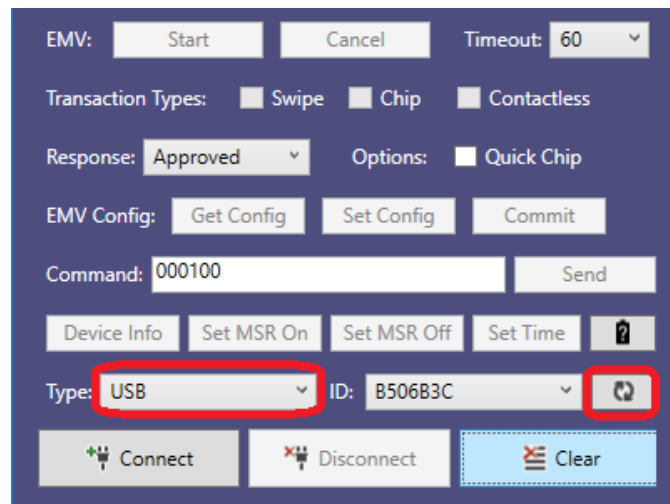 EMV: Start Cancel Timeout: 60
Transaction Types: Swipe Chip Contactless
Response: Approved Options: Quick Chip
EMV Config: Get Config Set Config Commit
Command: 000100 Send
Device Info Set MSR On Set MSR Off Set Time ?
Type: USB ID: B506B3C
Connect Disconnect Clear